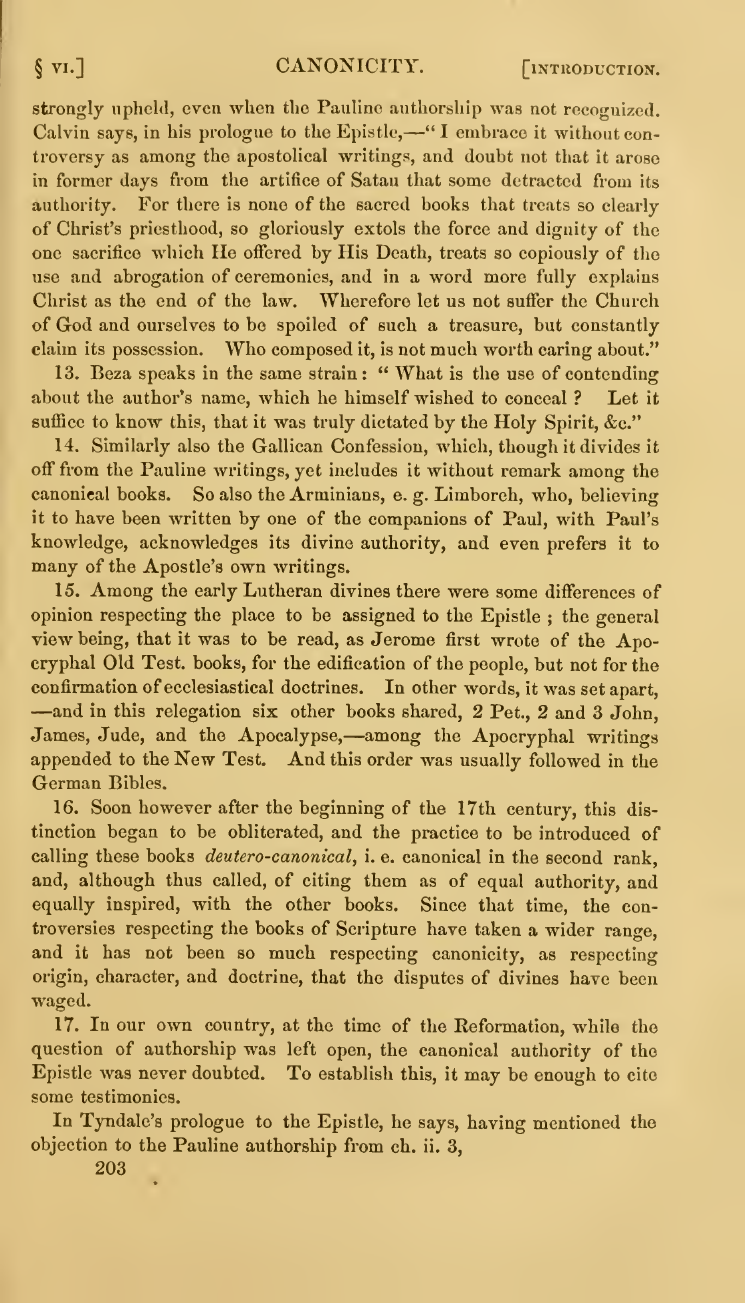 § VI.] CANONICITY. [INTRODUCTION.
strongly upheld, even when the Pauline authorship was not recognized.
Calvin says, in his prologue to the Epistle,—“ I embrace it without con-
troversy as among the apostolical writings, and doubt not that it arose
in former days from the artifice of Satan that some detracted from its
authority. For there is none of the sacred books that treats so clearly
of Christ’s priesthood, so gloriously extols the force and dignity of the
one sacrifice which He offered by His Death, treats so copiously of the
use and abrogation of ceremonies, and in a word more fully explains
Christ as the end of the law. Wherefore let us not suffer the Church
of God and ourselves to be spoiled of such a treasure, but constantly
claim its possession. Who composed it, is not much worth caring about.”
13. Beza speaks in the same strain : “ What is the use of contending
about the author’s name, which he himself wished to conceal ? Let it
suffice to know this, that it was truly dictated by the Holy Spirit, &c.”
14. Similarly also the Gallican Confession, which, though it divides it
off from the Pauline writings, yet includes it without remark among the
canonical books. So also the Arminians, e. g. Limborch, who, believing
it to have been written by one of the companions of Paul, with Paul’s
knowledge, acknowledges its divine authority, and even prefers it to
many of the Apostle’s own writings.
15. Among the early Lutheran divines there were some differences of
opinion respecting the place to be assigned to the Epistle ; the general
view being, that it was to be read, as Jerome first wrote of the Apo-
cryphal Old Test. books, for the edification of the people, but not for the
confirmation of ecclesiastical doctrines. In other words, it was set apart,
—and in this relegation six other books shared, 2 Pet., 2 and 3 John,
James, Jude, and the Apocalypse,—among the Apocryphal writings
appended to the New Test. And this order was usually followed in the
German Bibles.
16. Soon however after the beginning of the 17th century, this dis-
tinction began to be obliterated, and the practice to be introduced of
calling these books deutero-canonical, i. e. canonical in the second rank,
and, although thus called, of citing them as of equal authority, and
equally inspired, with the other books. Since that time, the con-
troversies respecting the books of Scripture have taken a wider range,
and it has not been so much respecting canonicity, as respecting
origin, character, and doctrine, that the disputes of divines have been
waged.
17. In our own country, at the time of the Reformation, while the
question of authorship was left open, the canonical authority of the
Epistle was never doubted. To establish this, it may be enough to cite
some testimonies.
In Tyndale’s prologue to the Epistle, he says, having mentioned the
objection to the Pauline authorship from ch. ii. 3,
203